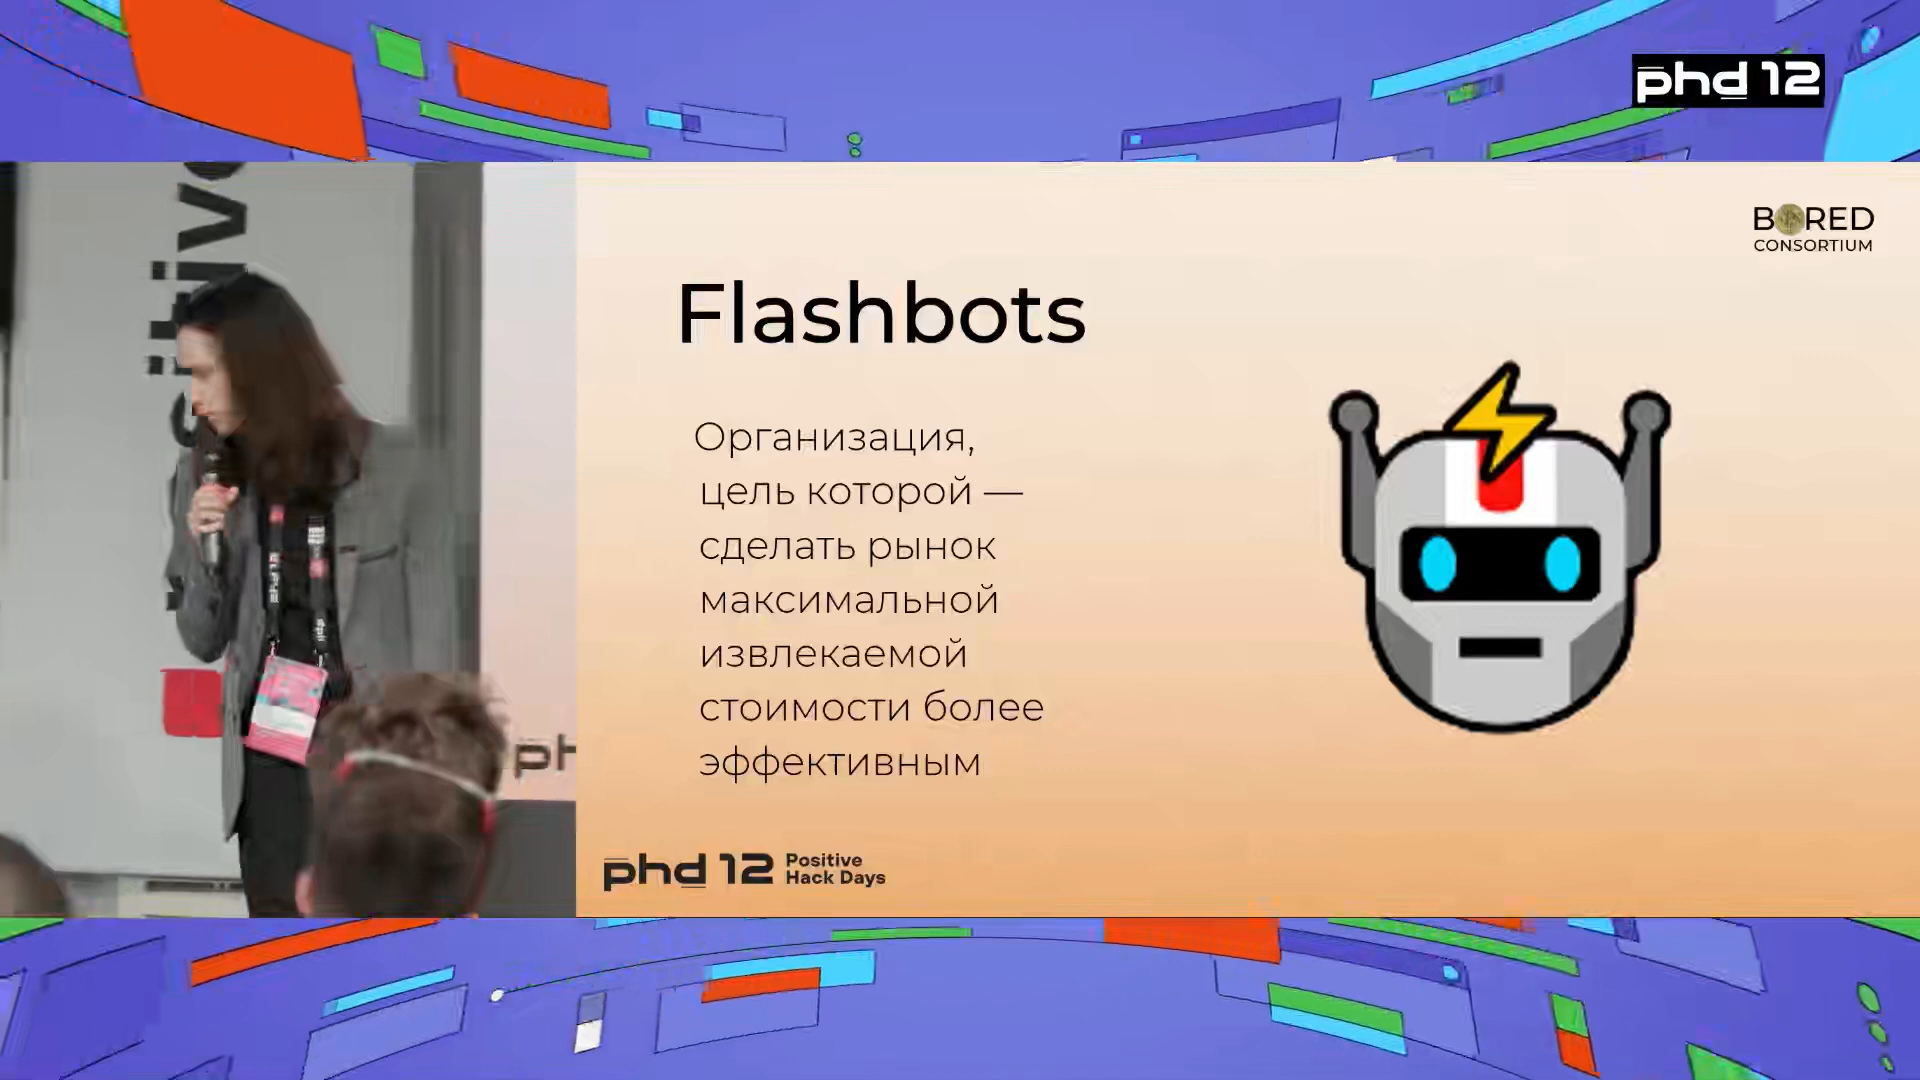 phd 12
BORED
CONSORTIUM
Flashbots
Организация,
цель которой —
сделать рынок
максимальной
извлекаемой
стоимости более
эффективным
phd 12 Positive
Hack Days
ph